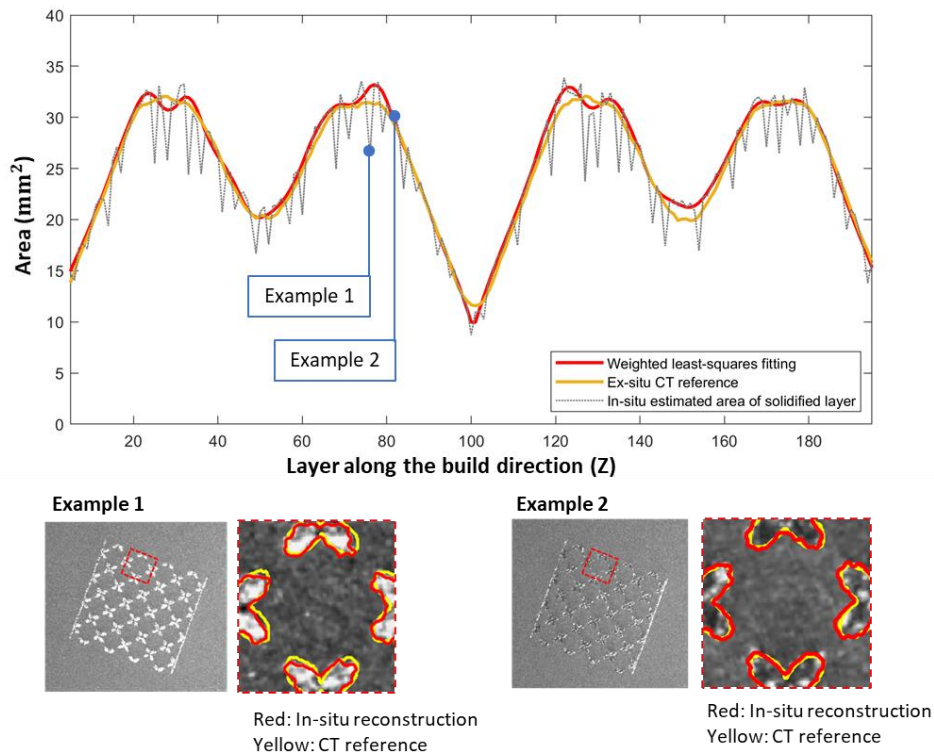 40
35
30
25
20
15
10
5
0
Area (mm²)
Example 1
Example 2
Weighted least-squares fitting
Ex-situ CT reference
In-situ estimated area of solidified layer
20 40 60 80 100 120 140 160 180
Layer along the build direction (Z)
Example 1
Red: In-situ reconstruction
Yellow: CT reference
Example 2
Red: In-situ reconstruction
Yellow: CT reference